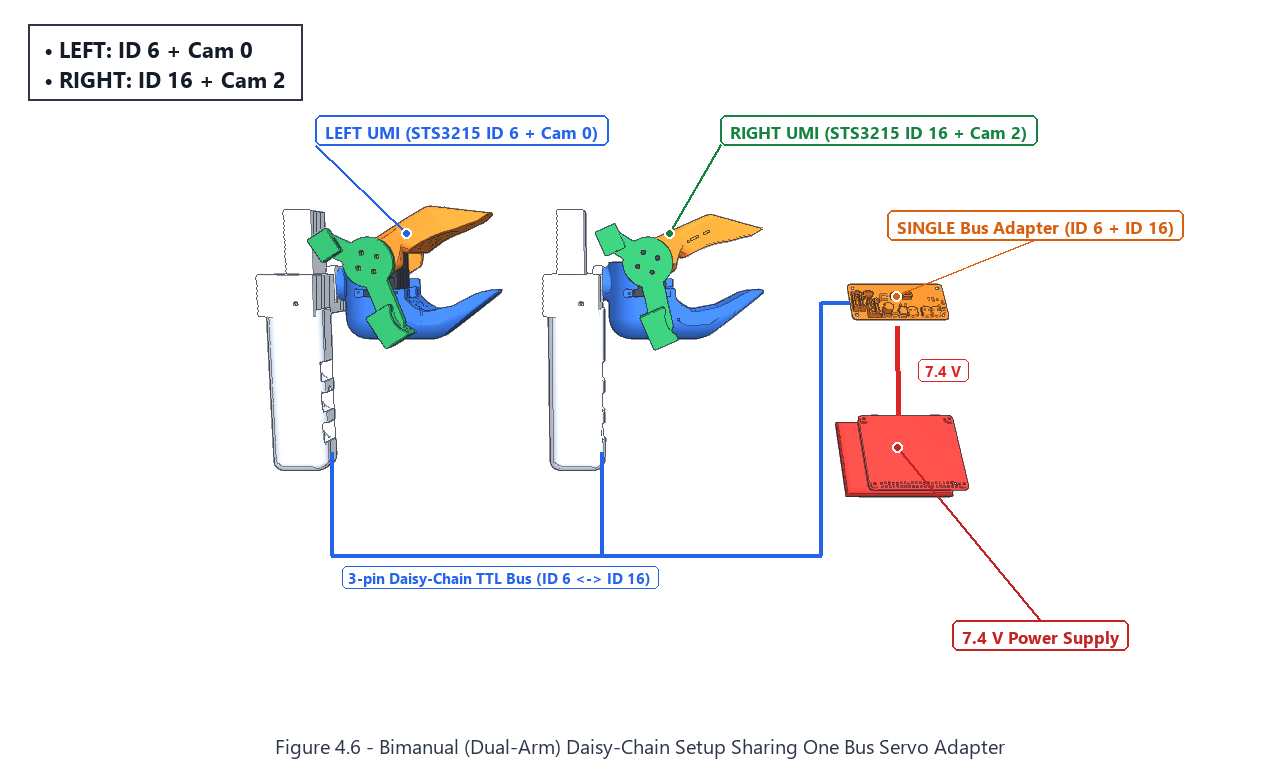 • LEFT: ID 6 + Cam 0
• RIGHT: ID 16 + Cam 2
LEFT UMI (STS3215 ID 6 + Cam 0)
RIGHT UMI (STS3215 ID 16 + Cam 2)
SINGLE Bus Adapter (ID 6 + ID 16)
7.4 V
3-pin Daisy-Chain TTL Bus (ID 6 <-> ID 16)
7.4 V Power Supply
Figure 4.6 - Bimanual (Dual-Arm) Daisy-Chain Setup Sharing One Bus Servo Adapter